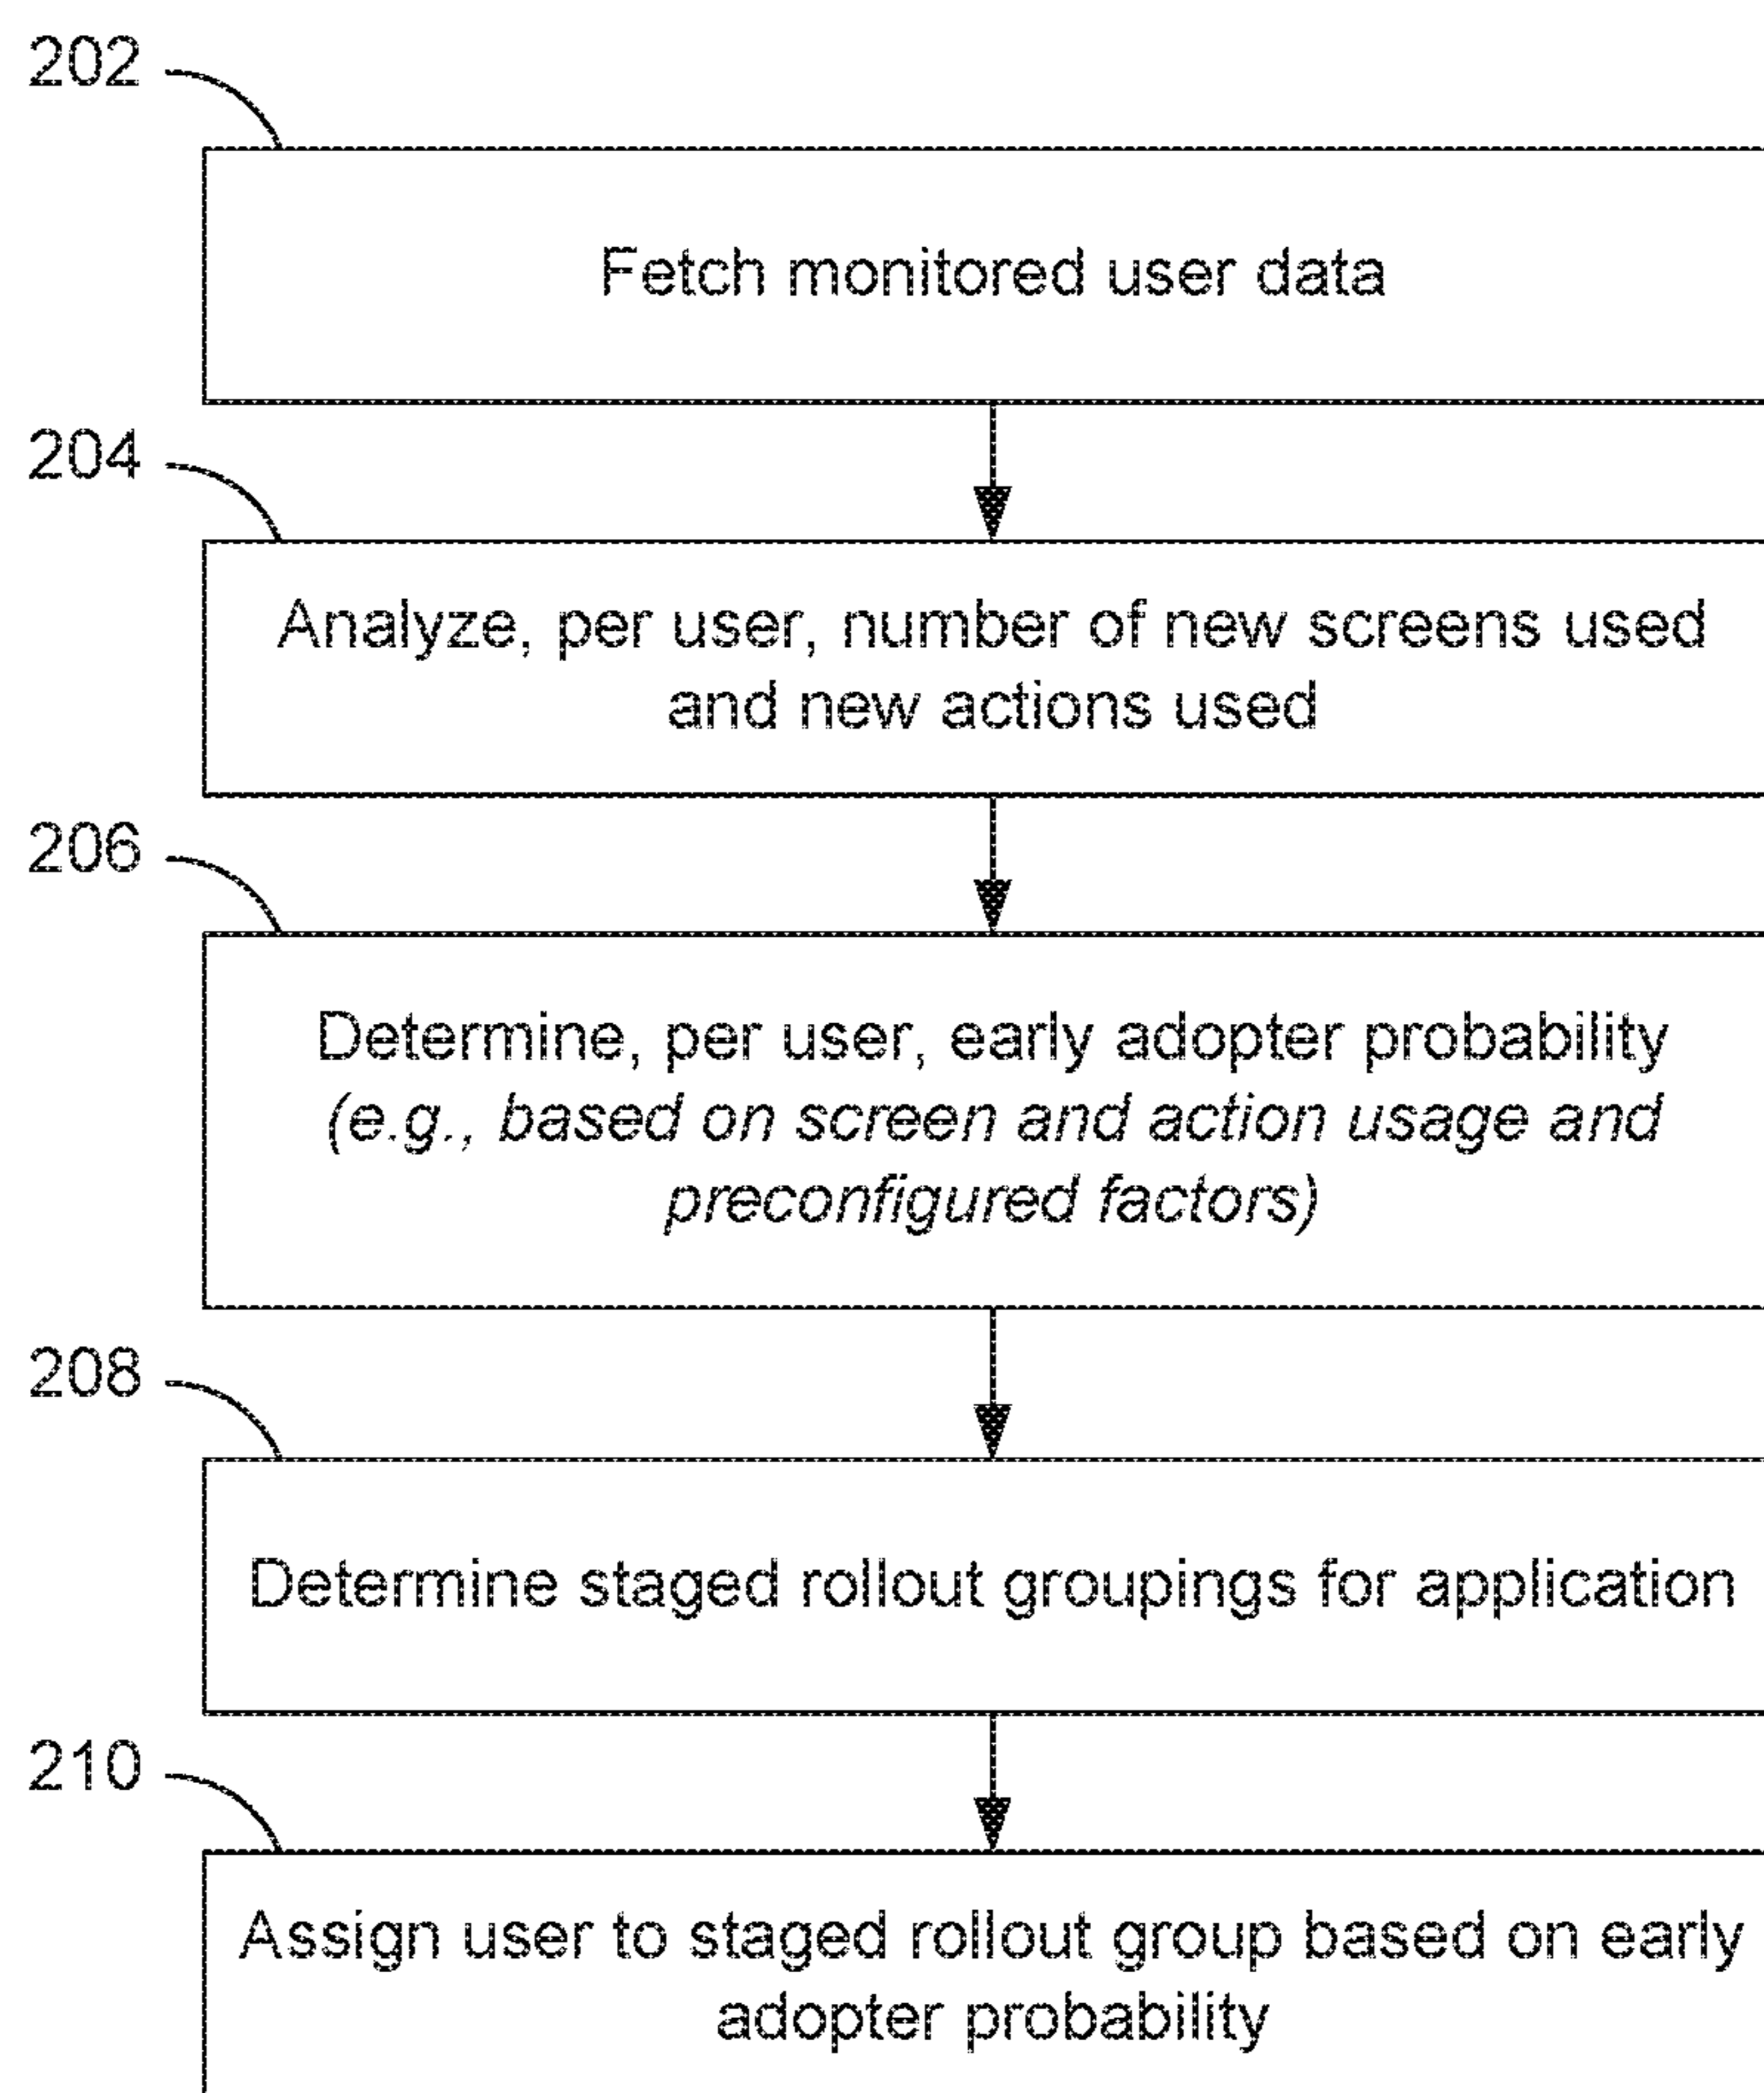 202
Fetch monitored user data
204
Analyze, per user, number of new screens used
and new actions used
206
Determine, per user, early adopter probability
(e.g., based on screen and action usage and
preconfigured factors)
208
Determine staged rollout groupings for application
210
Assign user to staged rollout group based on early
adopter probability